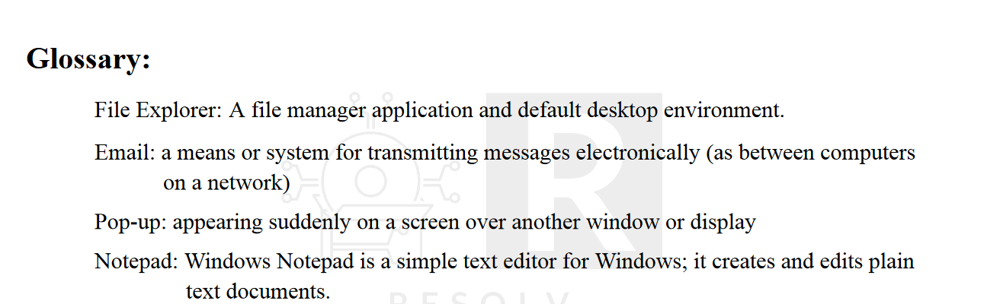 Glossary:
File Explorer: A file manager application and default desktop environment.
Email: a means or system for transmitting messages electronically (as between computers
on a network)
Pop-up: appearing suddenly on a screen over another window or display
Notepad: Windows Notepad is a simple text editor for Windows; it creates and edits plain
text documents.
R
RESOLV